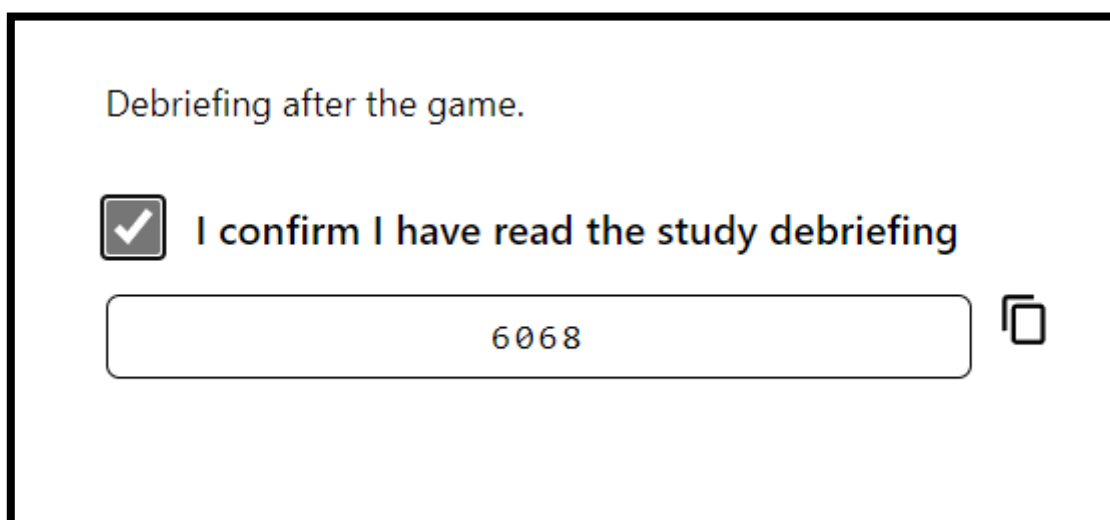 Debriefing after the game.
I confirm I have read the study debriefing
6068